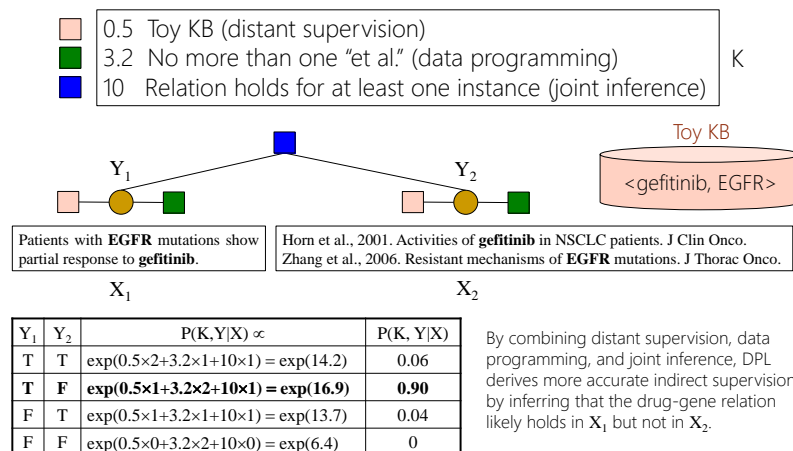 0.5 Toy KB (distant supervision)
3.2 No more than one “et al.” (data programming)
10 Relation holds for at least one instance (joint inference)
K
Toy KB
<gefitinib, EGFR>
Y1
Y2
Patients with EGFR mutations show
partial response to gefitinib.
X1
Horn et al., 2001. Activities of gefitinib in NSCLC patients. J Clin Onco.
Zhang et al., 2006. Resistant mechanisms of EGFR mutations. J Thorac Onco.
X2
Y1 Y2 P(K,Y|X) ∝ P(K, Y|X)
T T exp(0.5×2+3.2×1+10×1) = exp(14.2) 0.06
T F exp(0.5×1+3.2×2+10×1) = exp(16.9) 0.90
F T exp(0.5×1+3.2×1+10×1) = exp(13.7) 0.04
F F exp(0.5×0+3.2×2+10×0) = exp(6.4) 0
By combining distant supervision, data
programming, and joint inference, DPL
derives more accurate indirect supervision
by inferring that the drug-gene relation
likely holds in X1 but not in X2.